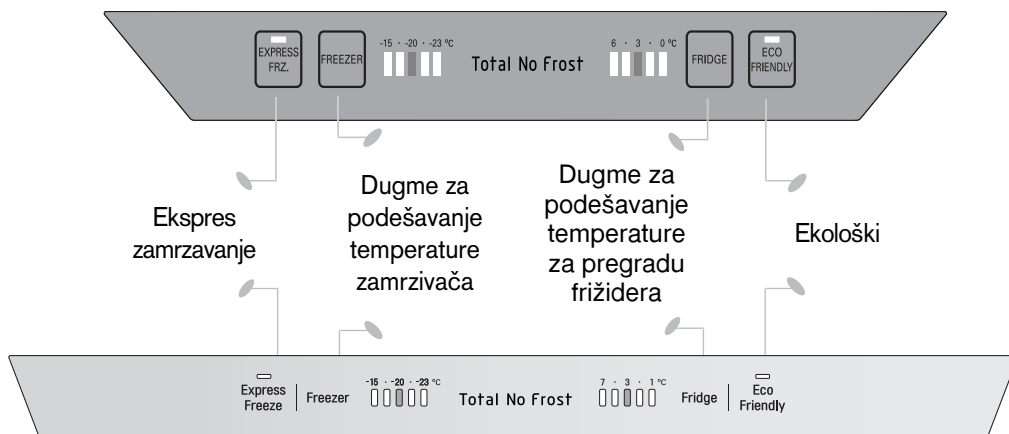 EXPRESS
FRZ.
FREEZER
-15 · -20 · -23 °C
Total No Frost
6 · 3 · 0 °C
FRIDGE
ECO
FRIENDLY
Ekspres
zamrzavanje
Dugme za
podešavanje
temperature
zamrzivača
Dugme za
podešavanje
temperature
za pregradu
frižidera
Ekološki
Express
Freeze
Freezer
-15 · -20 · -23 °C
Total No Frost
7 · 3 · 1 °C
Fridge
Eco
Friendly